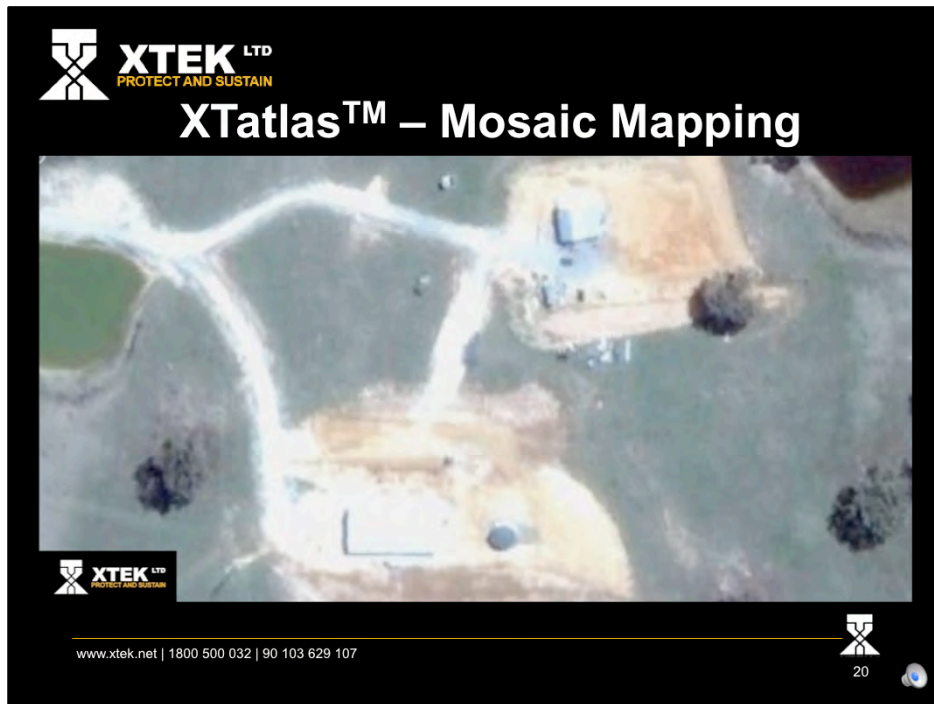 XTEK LTD
PROTECT AND SUSTAIN
XTatlas™ – Mosaic Mapping
XTEK LTD
PROTECT AND SUSTAIN
www.xtek.net | 1800 500 032 | 90 103 629 107
20